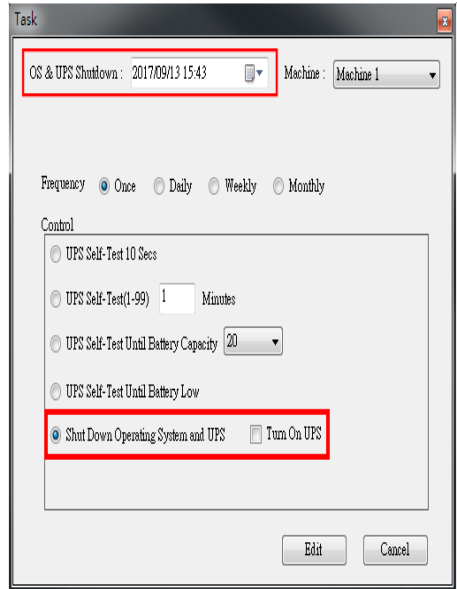 Task
OS & UPS Shutdown : 2017/09/13 15:43 Machine : Machine 1
Frequency Once Daily Weekly Monthly
Control
UPS Self-Test 10 Secs
UPS Self-Test(1-99) 1 Minutes
UPS Self-Test Until Battery Capacity 20
UPS Self-Test Until Battery Low
Shut Down Operating System and UPS Turn On UPS
Edit Cancel